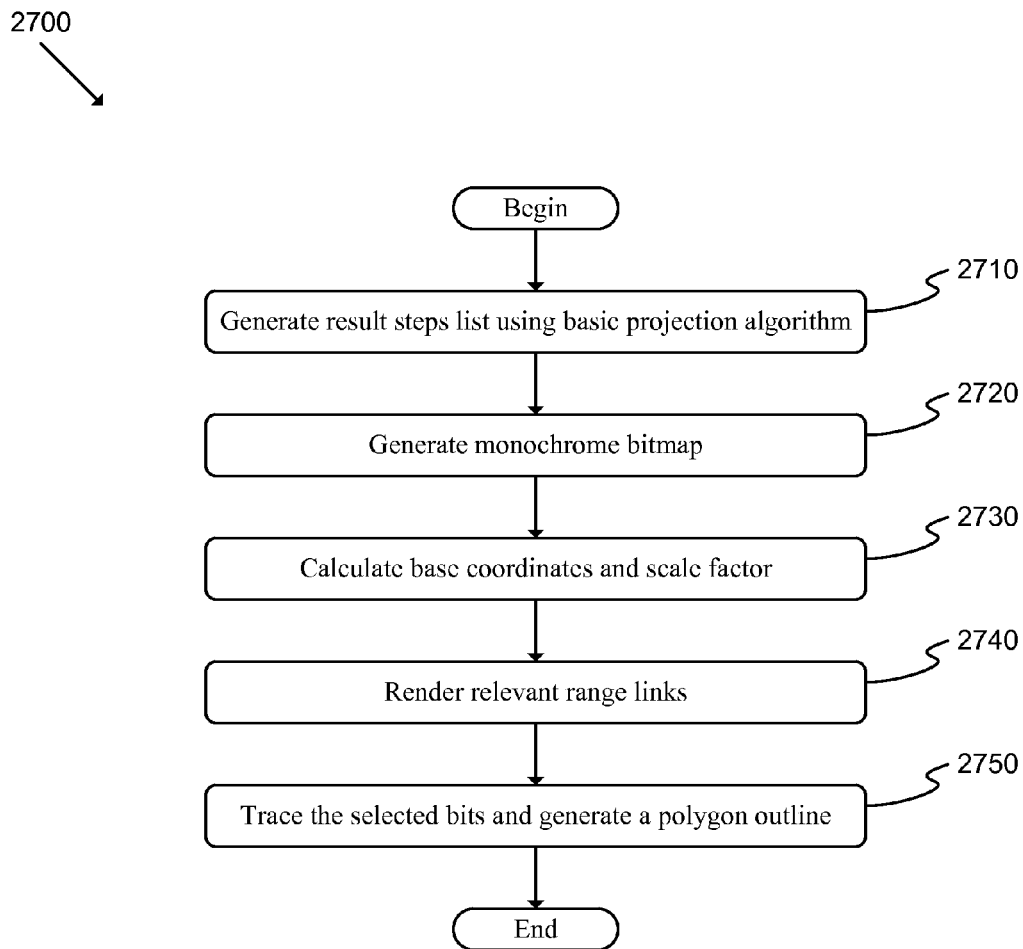 2700
Begin
2710
Generate result steps list using basic projection algorithm
2720
Generate monochrome bitmap
2730
Calculate base coordinates and scale factor
2740
Render relevant range links
2750
Trace the selected bits and generate a polygon outline
End